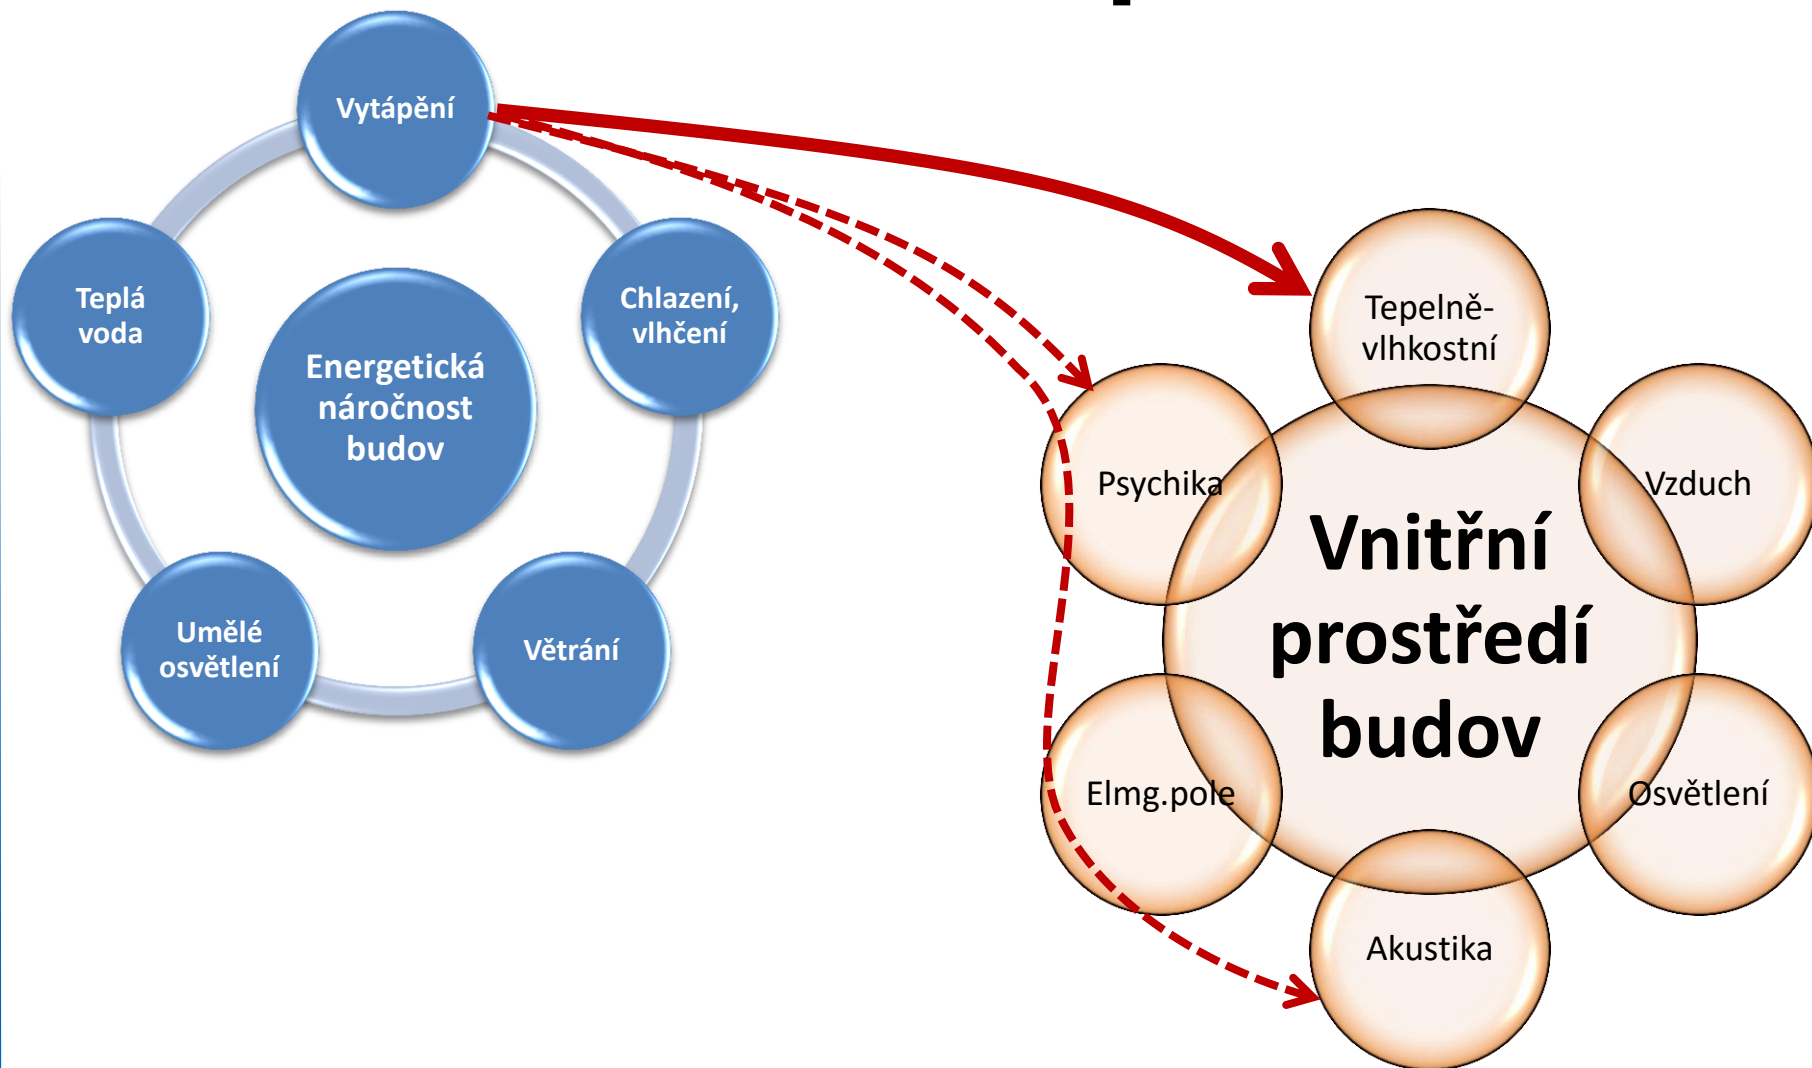 Vytápění
Teplá
voda
Chlazení,
vlhčení
Energetická
náročnost
budov
Umělé
osvětlení
Větrání
Tepelně-
vlhkostní
Psychika
Vzduch
Vnitřní
prostředí
budov
Elmg.pole
Osvětlení
Akustika